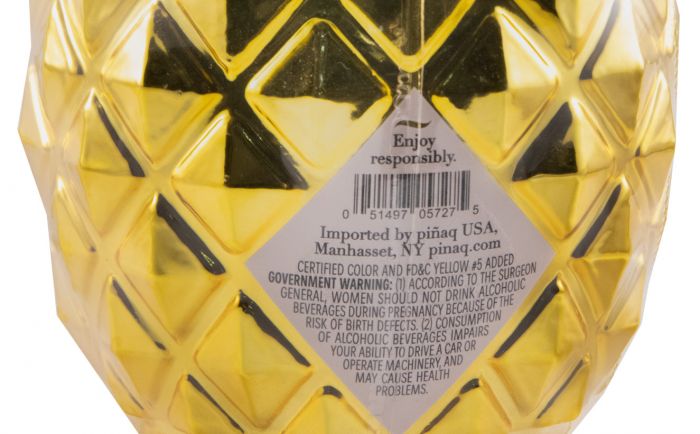 Enjoy
responsibly.
0 51497 05727 5
Imported by piñaq USA,
Manhasset, NY pinaq.com
CERTIFIED COLOR AND FD&C YELLOW #5 ADDED
GOVERNMENT WARNING: (1) ACCORDING TO THE SURGEON
GENERAL, WOMEN SHOULD NOT DRINK ALCOHOLIC
BEVERAGES DURING PREGNANCY BECAUSE OF THE
RISK OF BIRTH DEFECTS. (2) CONSUMPTION
OF ALCOHOLIC BEVERAGES IMPAIRS
YOUR ABILITY TO DRIVE A CAR OR
OPERATE MACHINERY, AND
MAY CAUSE HEALTH
PROBLEMS.